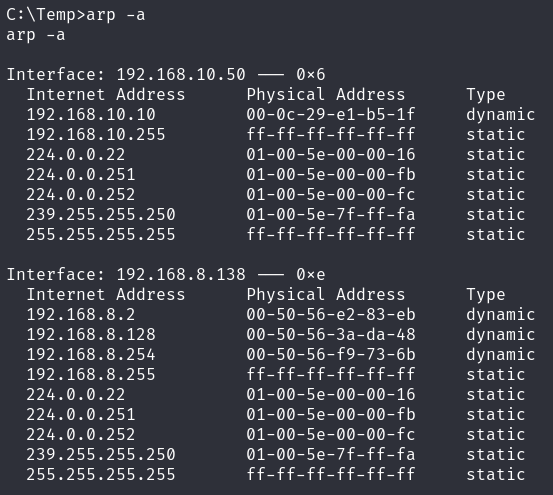 C:\Temp>arp -a
arp -a
Interface: 192.168.10.50 --- 0x6
Internet Address Physical Address Type
192.168.10.10 00-0c-29-e1-b5-1f dynamic
192.168.10.255 ff-ff-ff-ff-ff-ff static
224.0.0.22 01-00-5e-00-00-16 static
224.0.0.251 01-00-5e-00-00-fb static
224.0.0.252 01-00-5e-00-00-fc static
239.255.255.250 01-00-5e-7f-ff-fa static
255.255.255.255 ff-ff-ff-ff-ff-ff static
Interface: 192.168.8.138 --- 0xe
Internet Address Physical Address Type
192.168.8.2 00-50-56-e2-83-eb dynamic
192.168.8.128 00-50-56-3a-da-48 dynamic
192.168.8.254 00-50-56-f9-73-6b dynamic
192.168.8.255 ff-ff-ff-ff-ff-ff static
224.0.0.22 01-00-5e-00-00-16 static
224.0.0.251 01-00-5e-00-00-fb static
224.0.0.252 01-00-5e-00-00-fc static
239.255.255.250 01-00-5e-7f-ff-fa static
255.255.255.255 ff-ff-ff-ff-ff-ff static